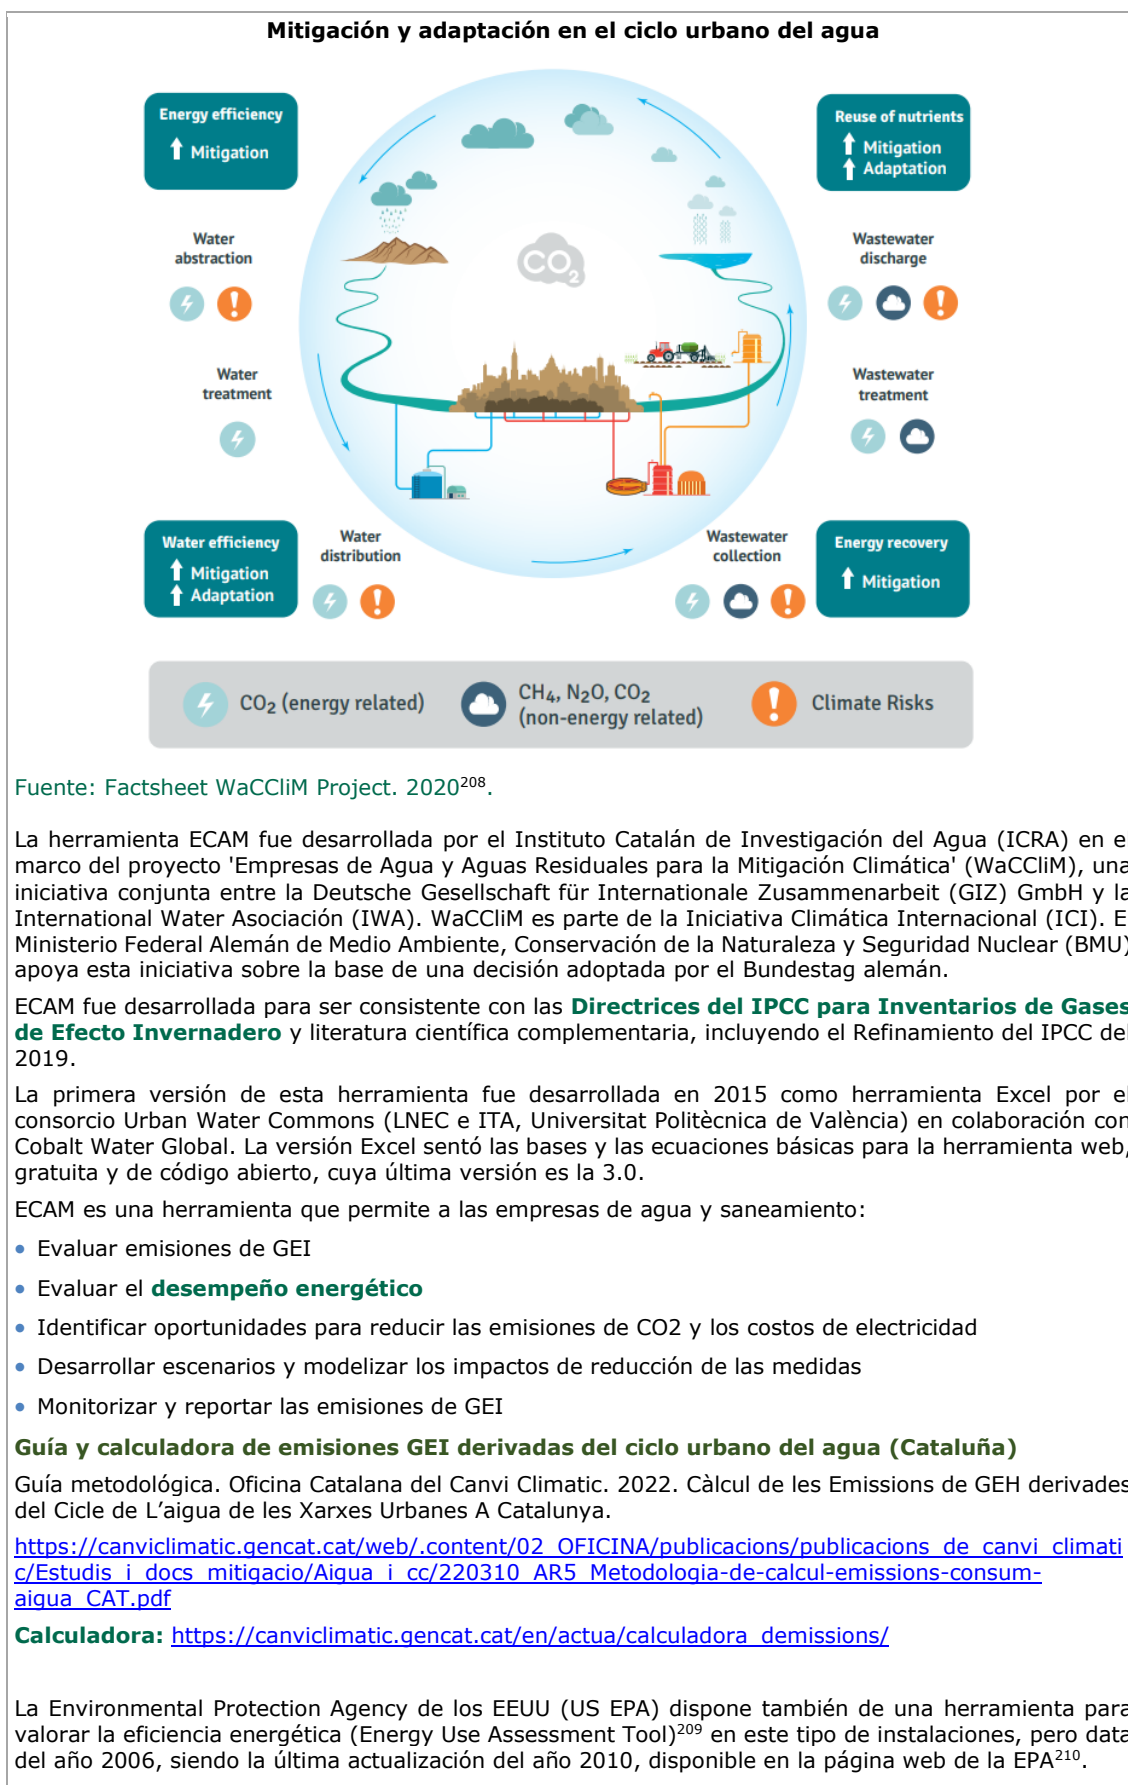 Mitigación y adaptación en el ciclo urbano del agua
Energy efficiency
Mitigation
Reuse of nutrients
Mitigation
Adaptation
Water
abstraction
CO2
Wastewater
discharge
Water
treatment
Wastewater
treatment
Water efficiency
Mitigation
Adaptation
Water
distribution
Wastewater
collection
Energy recovery
Mitigation
CO₂ (energy related)
CH₄, N₂O, CO₂
(non-energy related)
Climate Risks
Fuente: Factsheet WaCCliM Project. 2020²⁰⁸.
La herramienta ECAM fue desarrollada por el Instituto Catalán de Investigación del Agua (ICRA) en el
marco del proyecto 'Empresas de Agua y Aguas Residuales para la Mitigación Climática' (WaCCliM), una
iniciativa conjunta entre la Deutsche Gesellschaft für Internationale Zusammenarbeit (GIZ) GmbH y la
International Water Asociación (IWA). WaCCliM es parte de la Iniciativa Climática Internacional (ICI). E
Ministerio Federal Alemán de Medio Ambiente, Conservación de la Naturaleza y Seguridad Nuclear (BMU)
apoya esta iniciativa sobre la base de una decisión adoptada por el Bundestag alemán.
ECAM fue desarrollada para ser consistente con las Directrices del IPCC para Inventarios de Gases
de Efecto Invernadero y literatura científica complementaria, incluyendo el Refinamiento del IPCC del
2019.
La primera versión de esta herramienta fue desarrollada en 2015 como herramienta Excel por el
consorcio Urban Water Commons (LNEC e ITA, Universitat Politècnica de València) en colaboración con
Cobalt Water Global. La versión Excel sentó las bases y las ecuaciones básicas para la herramienta web,
gratuita y de código abierto, cuya última versión es la 3.0.
ECAM es una herramienta que permite a las empresas de agua y saneamiento:
• Evaluar emisiones de GEI
• Evaluar el desempeño energético
• Identificar oportunidades para reducir las emisiones de CO2 y los costos de electricidad
• Desarrollar escenarios y modelizar los impactos de reducción de las medidas
• Monitorizar y reportar las emisiones de GEI
Guía y calculadora de emisiones GEI derivadas del ciclo urbano del agua (Cataluña)
Guía metodológica. Oficina Catalana del Canvi Climatic. 2022. Càlcul de les Emissions de GEH derivades
del Cicle de L'aigua de les Xarxes Urbanes A Catalunya.
https://canviclimatic.gencat.cat/web/.content/02_OFICINA/publicacions/publicacions_de_canvi_climati
c/Estudis_i_docs_mitigacio/Aigua_i_cc/220310_AR5_Metodologia-de-calcul-emissions-consum-
aigua_CAT.pdf
Calculadora: https://canviclimatic.gencat.cat/en/actua/calculadora_demissions/
La Environmental Protection Agency de los EEUU (US EPA) dispone también de una herramienta para
valorar la eficiencia energética (Energy Use Assessment Tool)²⁰⁹ en este tipo de instalaciones, pero data
del año 2006, siendo la última actualización del año 2010, disponible en la página web de la EPA²¹⁰.